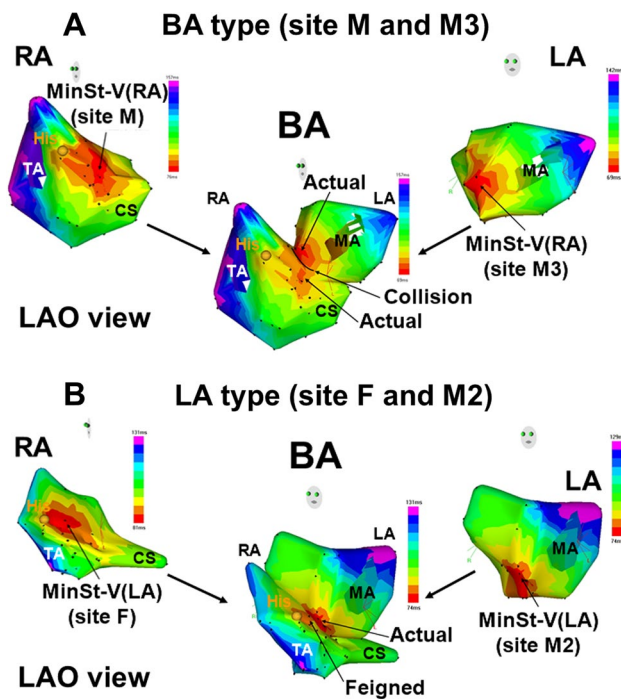 A BA type (site M and M3)
RA
MinSt-V(RA)
(site M)
157ms
His
TA
CS
76ms
LA
142ms
MA
69ms
MinSt-V(RA)
(site M3)
BA
RA
Actual
LA
157ms
His
MA
TA
69ms
Collision
CS
Actual
LAO view
B LA type (site F and M2)
RA
131ms
His
81ms
TA
CS
MinSt-V(LA)
(site F)
BA
131ms
RA
LA
MA
His
74ms
Actual
TA
CS
Feigned
LA
129ms
MA
74ms
MinSt-V(LA)
(site M2)
LAO view